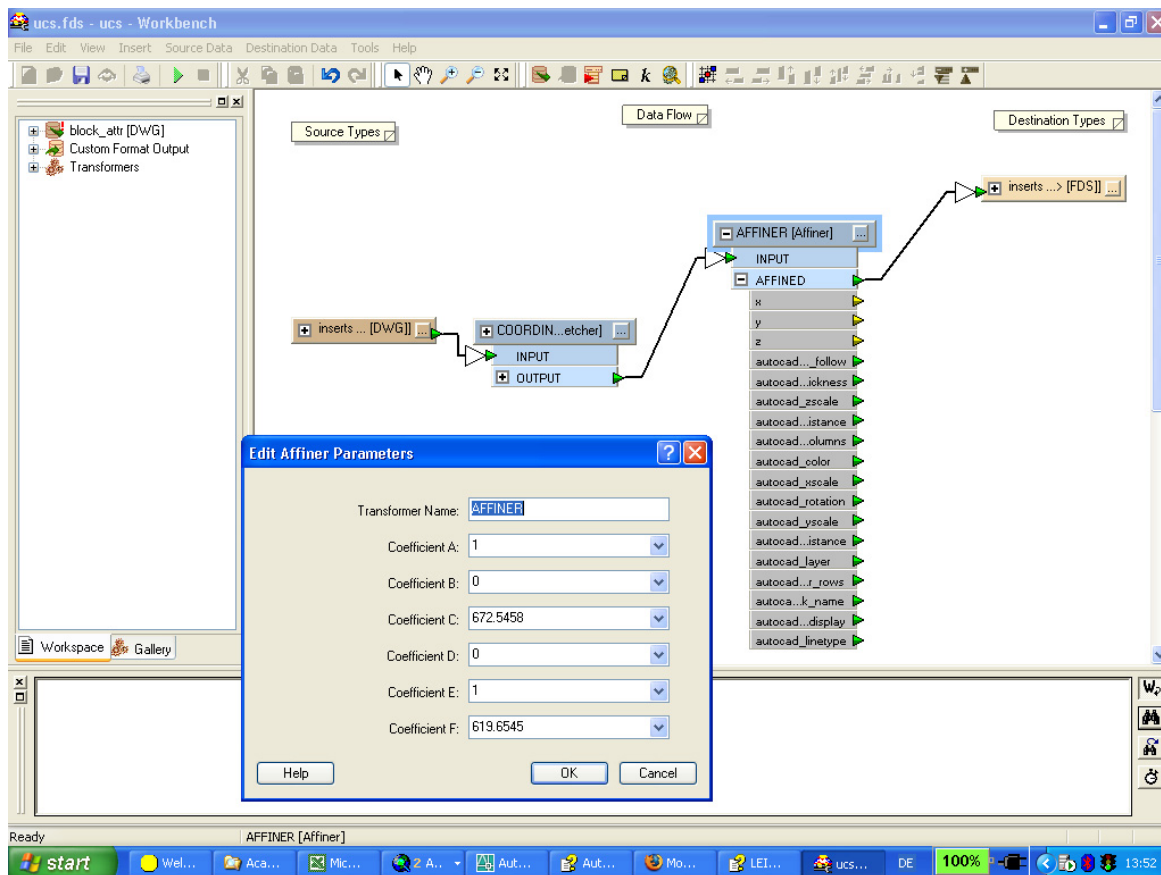 ucs.fds - ucs - Workbench
File Edit View Insert Source Data Destination Data Tools Help
block_attr [DWG]
Custom Format Output
Transformers
Source Types
Data Flow
Destination Types
inserts ...> [FDS]] ...
AFFINER [Affiner] ...
INPUT
AFFINED
x
y
z
autocad..._follow
autocad...ickness
autocad_zscale
autocad...istance
autocad...olumns
autocad_color
autocad_xscale
autocad_rotation
autocad_yscale
autocad...istance
autocad_layer
autocad...r_rows
autoca...k_name
autocad...display
autocad_linetype
inserts ... [DWG]] ...
COORDIN...etcher] ...
INPUT
OUTPUT
Edit Affiner Parameters
Transformer Name: AFFINER
Coefficient A: 1
Coefficient B: 0
Coefficient C: 672.5458
Coefficient D: 0
Coefficient E: 1
Coefficient F: 619.6545
Help OK Cancel
Workspace Gallery
Ready AFFINER [Affiner]
start Wel... Aca... Mic... 2 A.. Aut... Aut... Mo... LEI... ucs... DE 100% 13:52